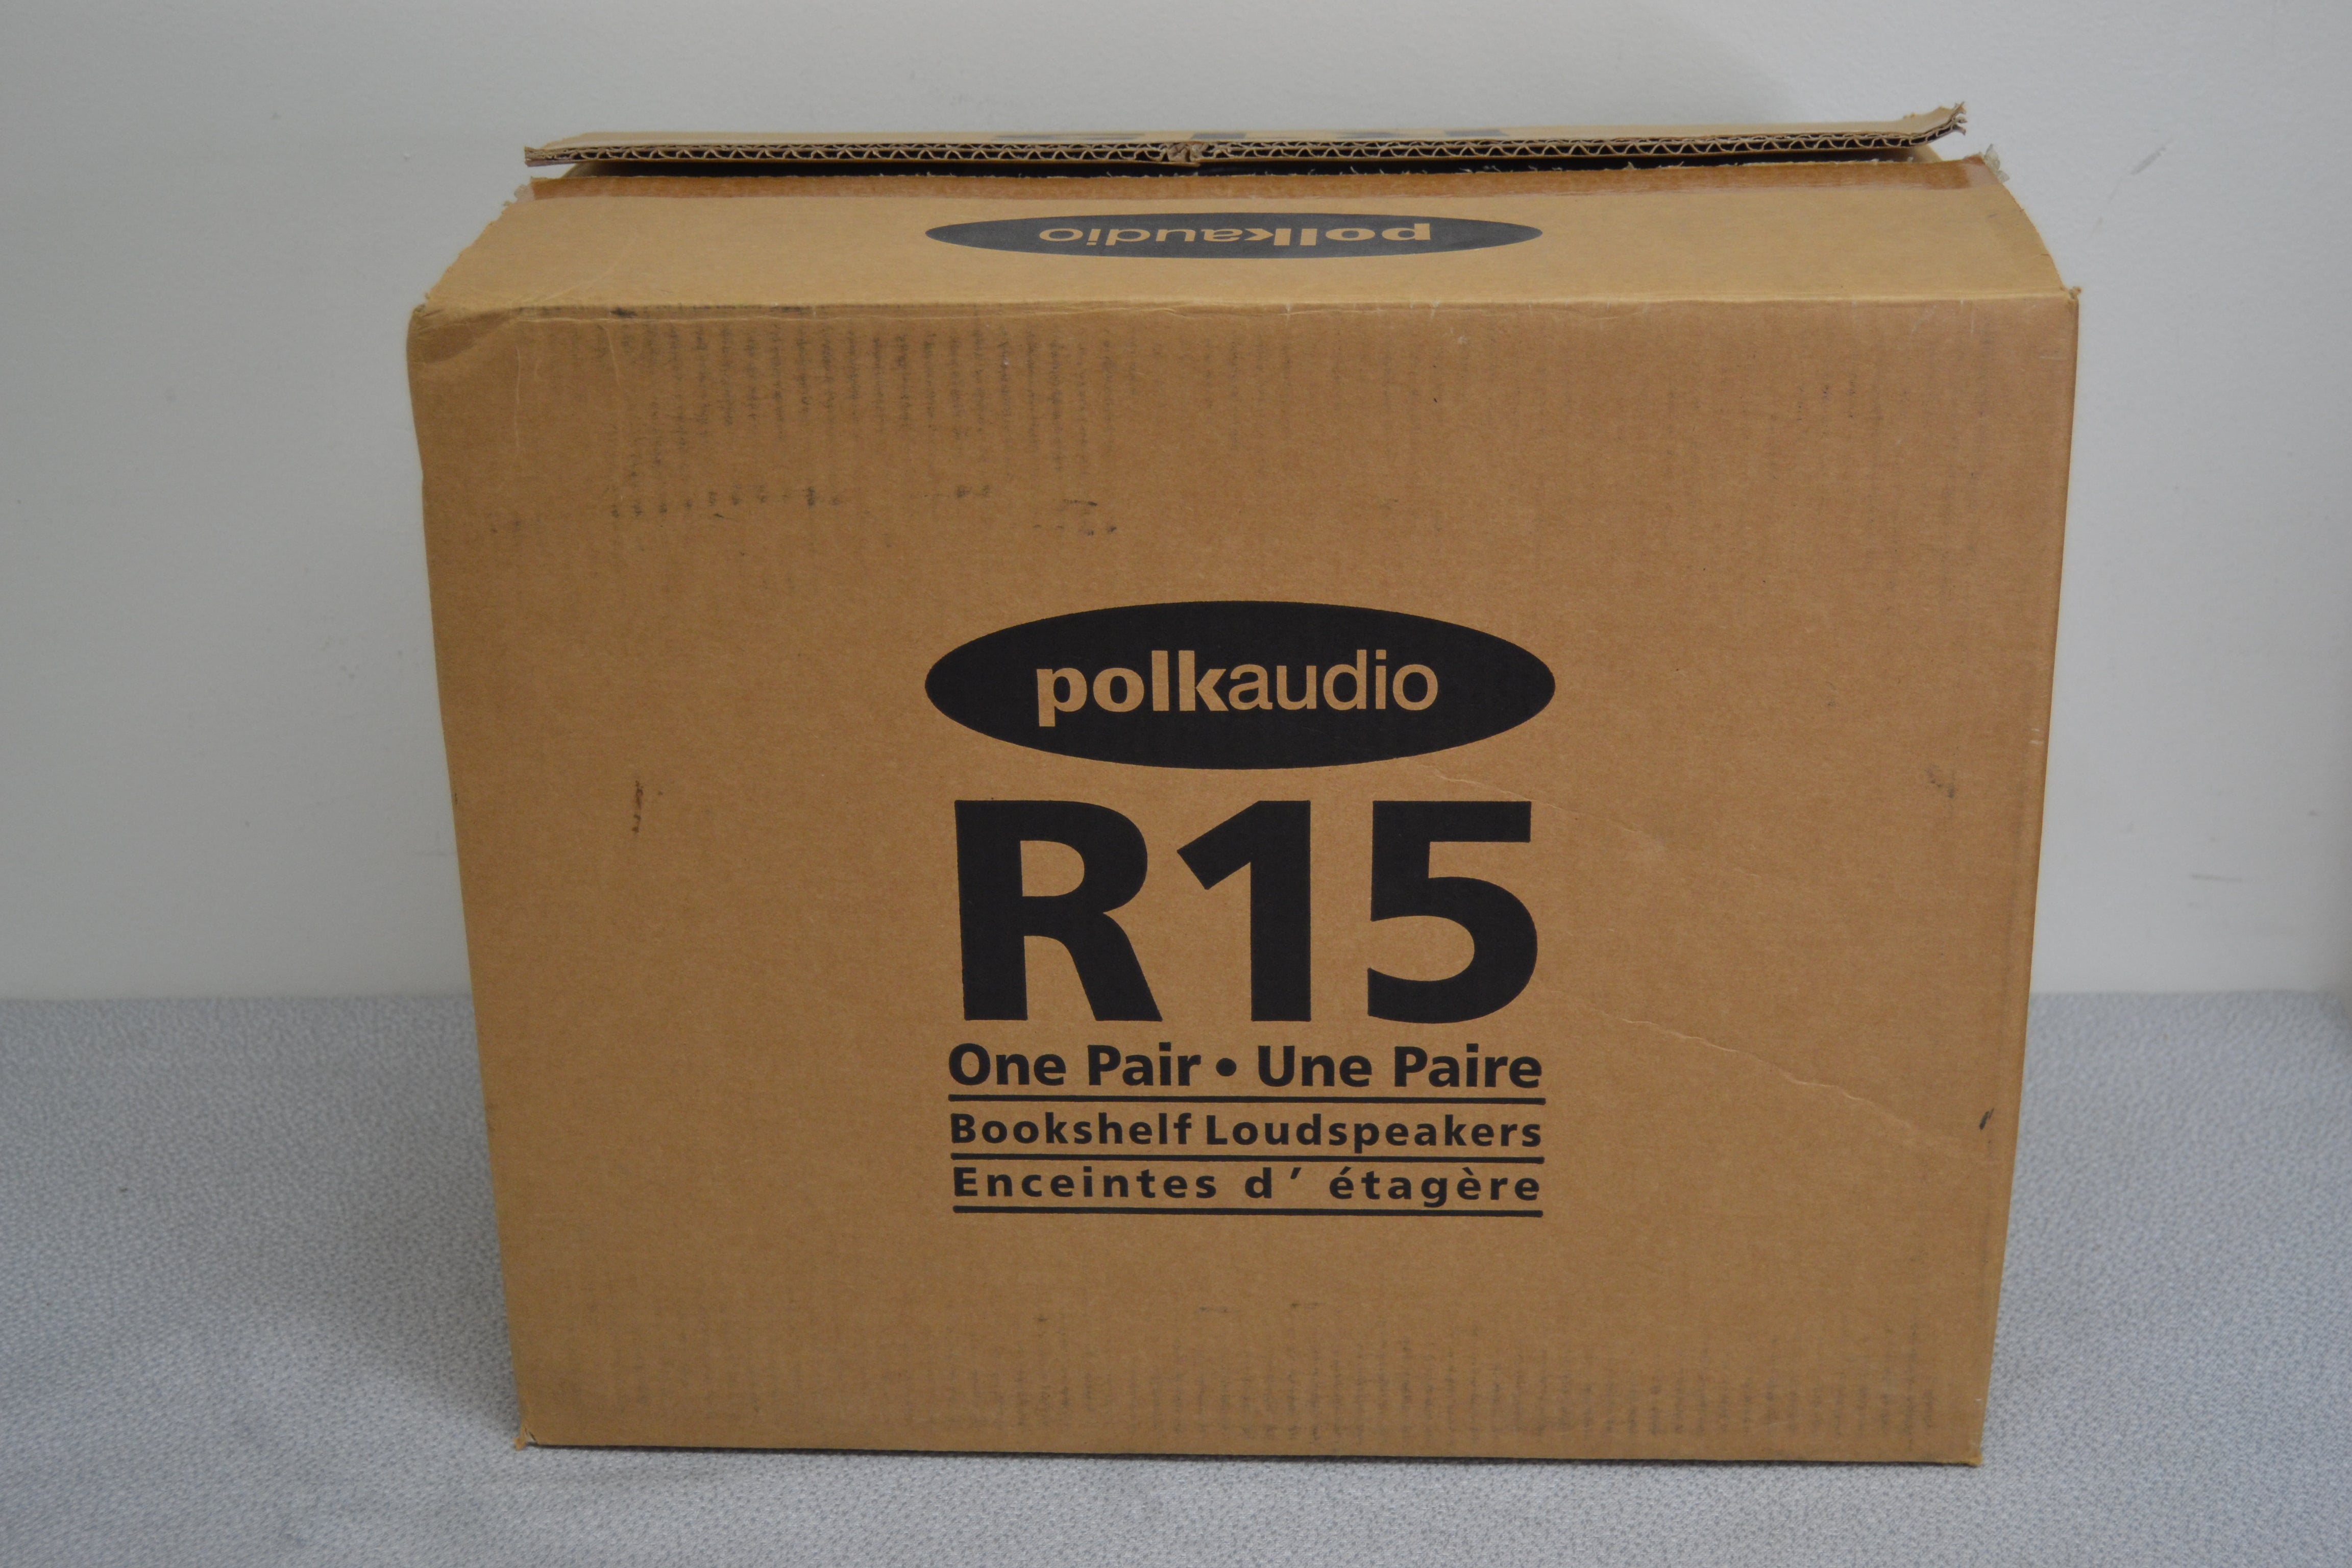 polkaudio
polkaudio
R15
One Pair • Une Paire
Bookshelf Loudspeakers
Enceintes d' étagère